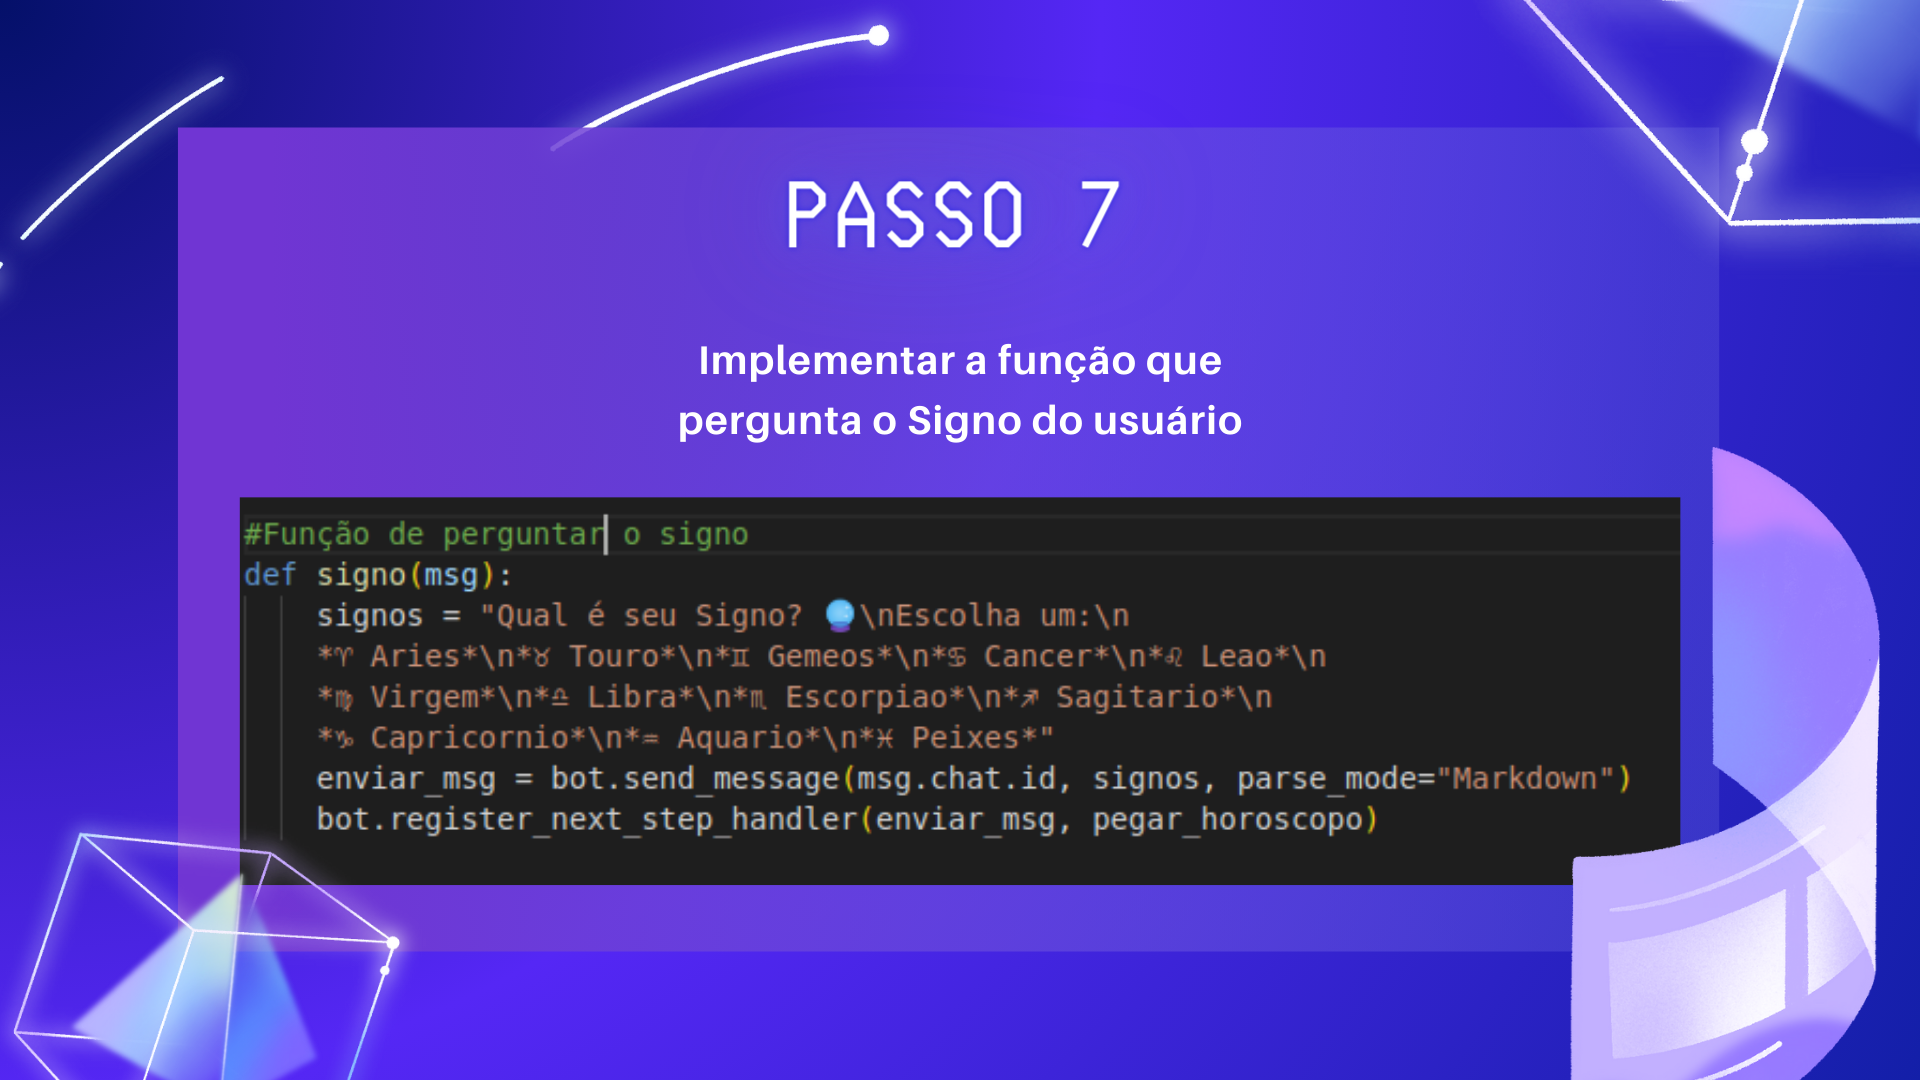 PASSO 7
Implementar a função que
pergunta o Signo do usuário
#Função de perguntar o signo
def signo(msg):
signos = "Qual é seu Signo? 🔮\nEscolha um:\n
*♈ Aries*\n*♉ Touro*\n*♊ Gemeos*\n*♋ Cancer*\n*♌ Leao*\n
*♍ Virgem*\n*♎ Libra*\n*♏ Escorpiao*\n*♐ Sagitario*\n
*♑ Capricornio*\n*♒ Aquario*\n*♓ Peixes*"
enviar_msg = bot.send_message(msg.chat.id, signos, parse_mode="Markdown")
bot.register_next_step_handler(enviar_msg, pegar_horoscopo)